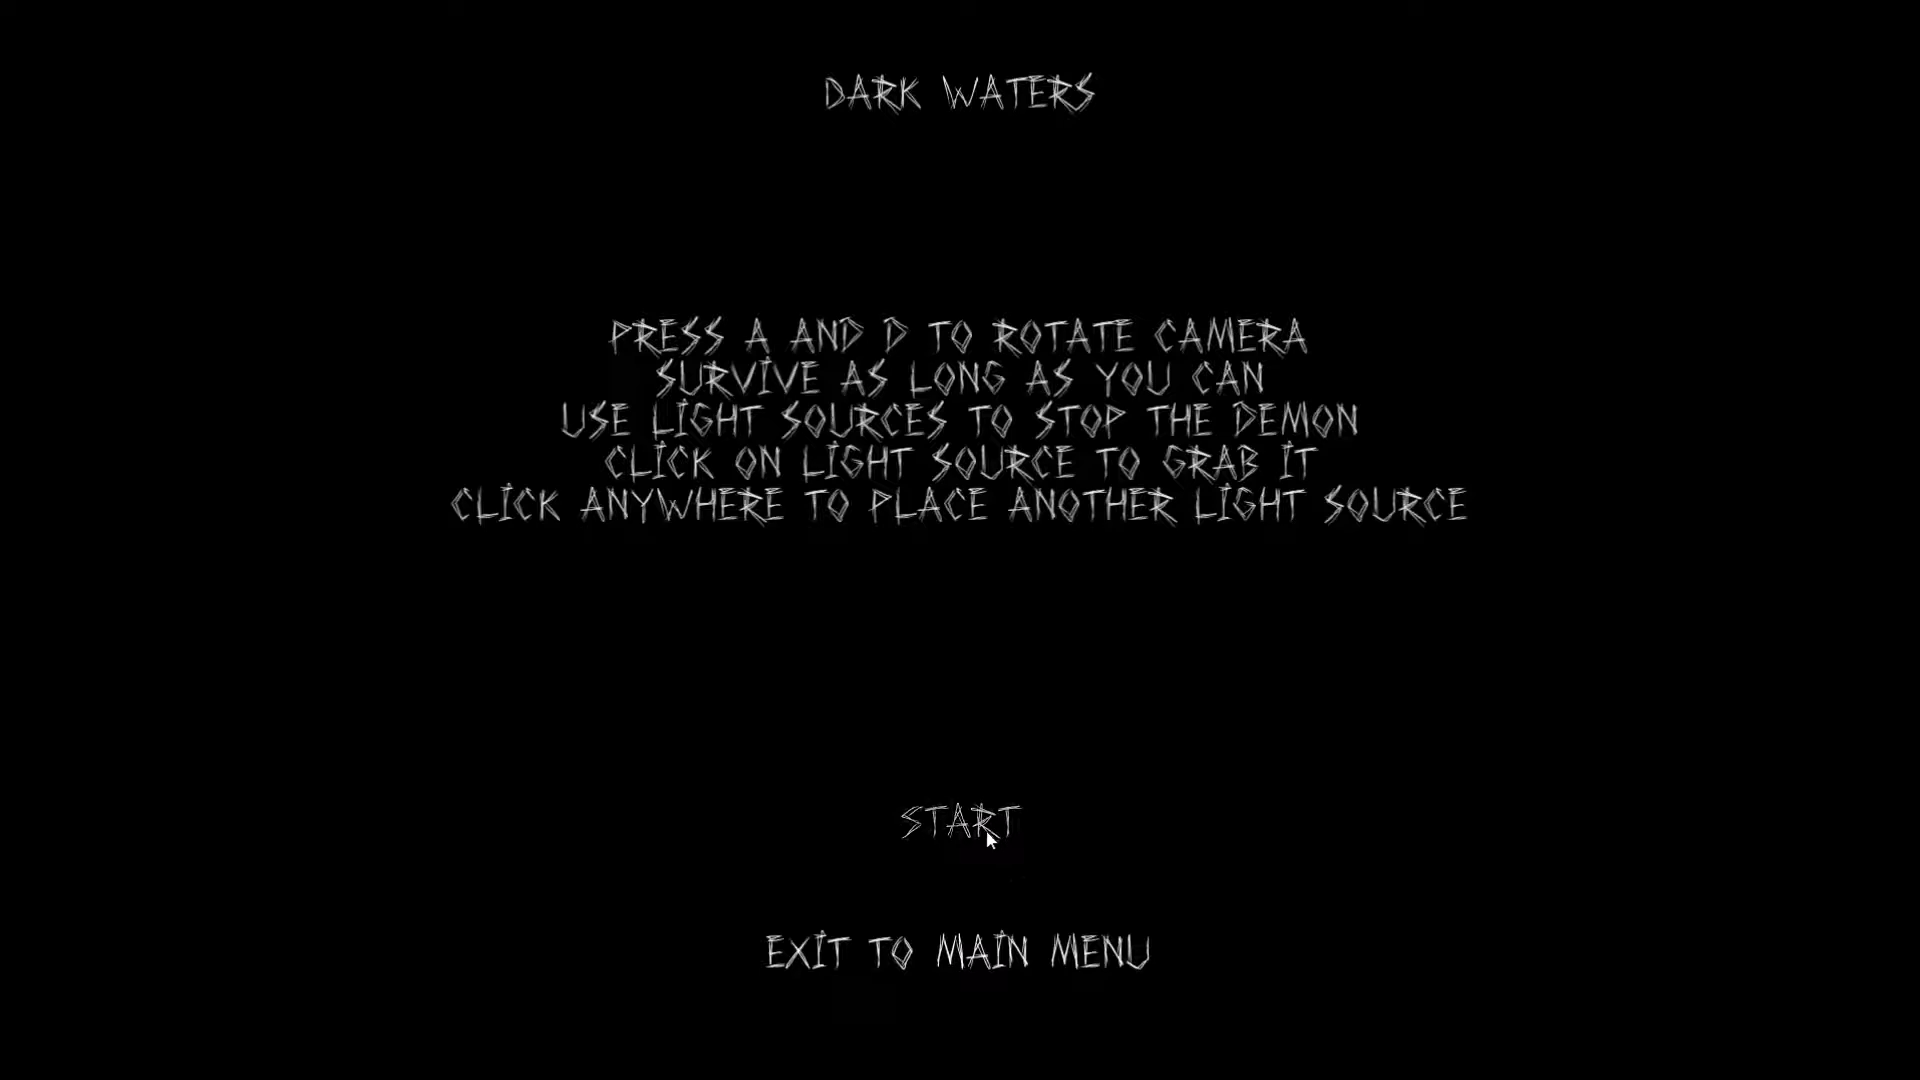 DARK WATERS
PRESS A AND D TO ROTATE CAMERA
SURVIVE AS LONG AS YOU CAN
USE LIGHT SOURCES TO STOP THE DEMON
CLICK ON LIGHT SOURCE TO GRAB IT
CLICK ANYWHERE TO PLACE ANOTHER LIGHT SOURCE
START
EXIT TO MAIN MENU